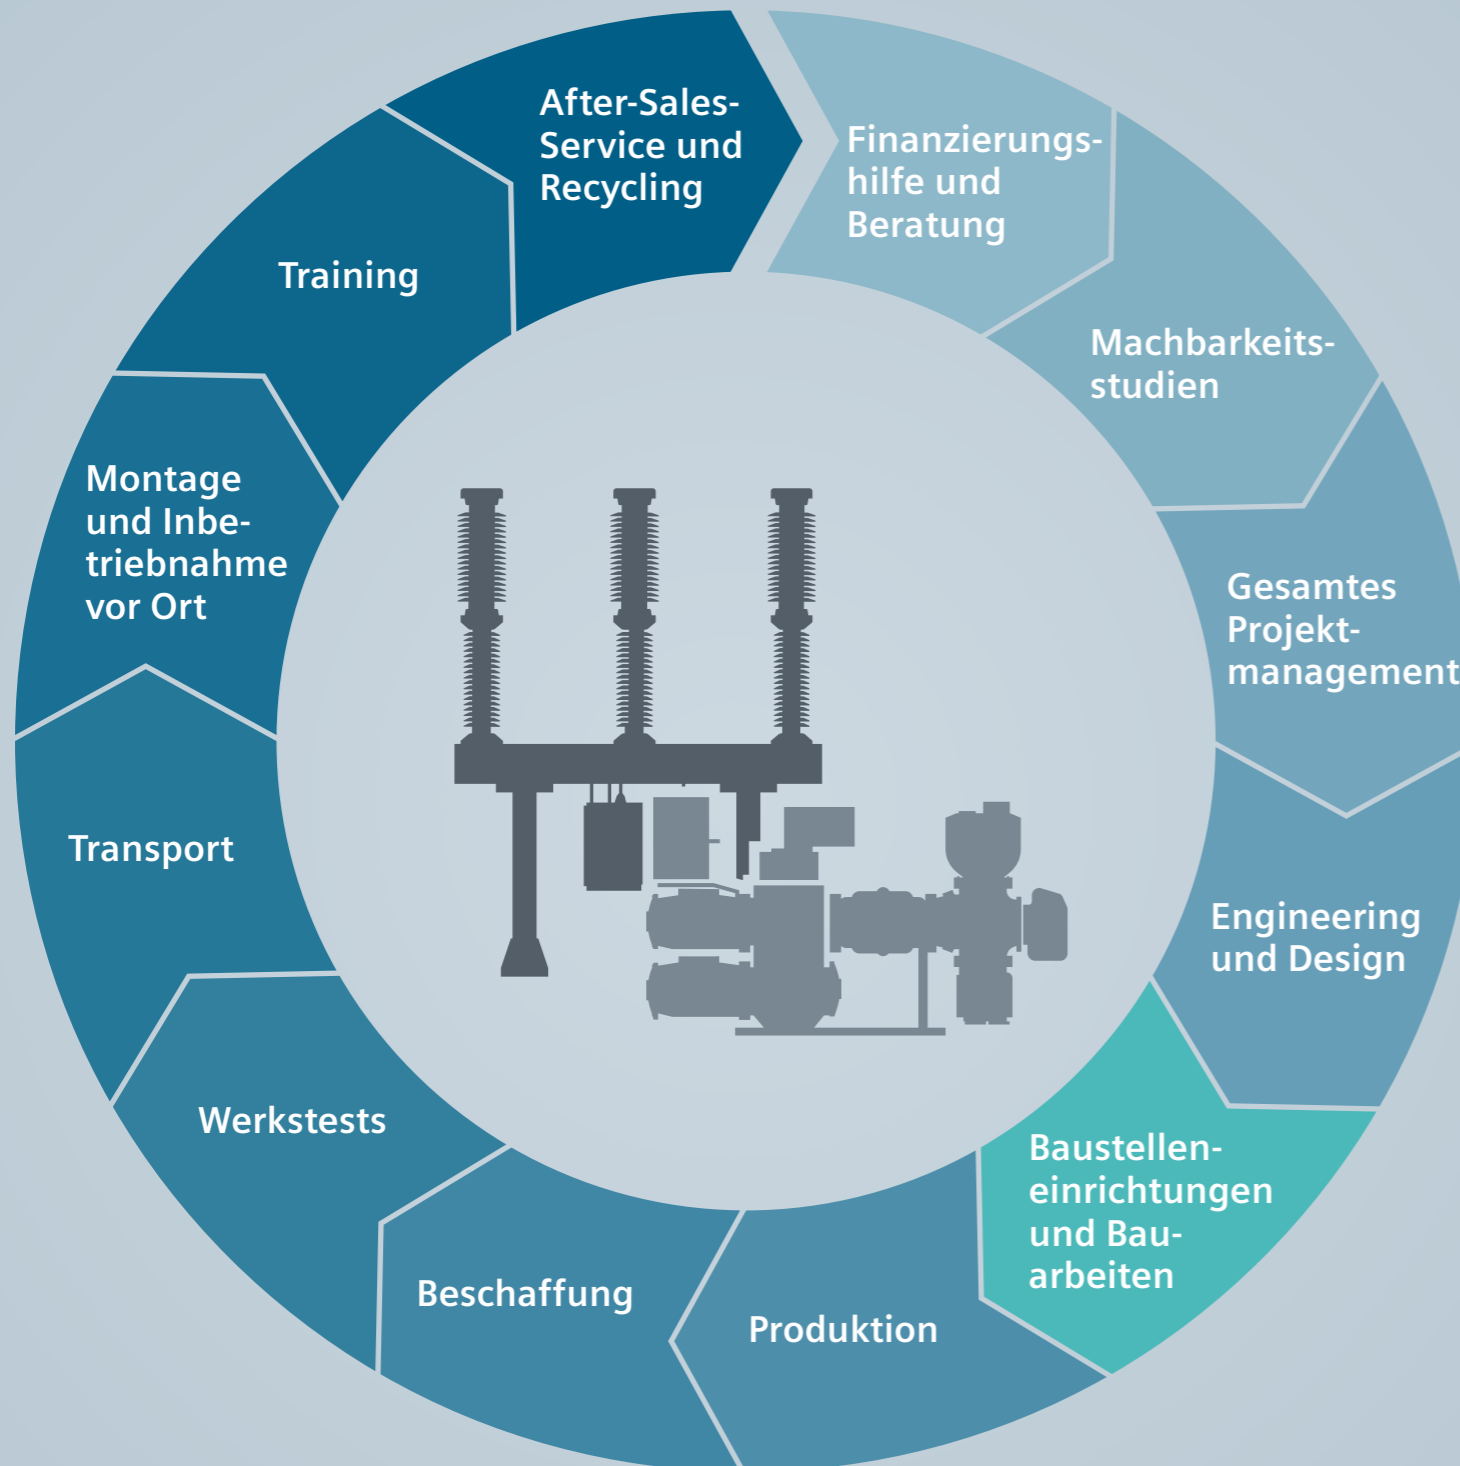 Finanzierungs-
hilfe und
Beratung
Machbarkeits-
studien
Gesamtes
Projekt-
management
Engineering
und Design
Baustellen-
einrichtungen
und Bau-
arbeiten
Produktion
Beschaffung
Werkstests
Transport
Montage
und Inbe-
triebnahme
vor Ort
Training
After-Sales-
Service und
Recycling